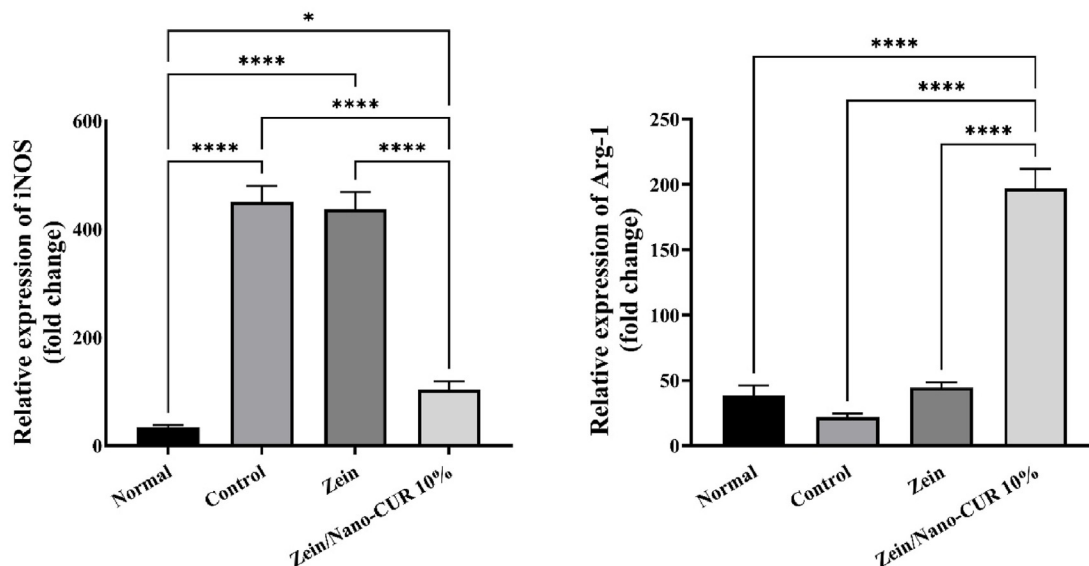 *
****
****
**** ****
Relative expression of iNOS
(fold change)
600
400
200
0
Normal
Control
Zein
Zein/Nano-CUR 10%
****
****
****
Relative expression of Arg-1
(fold change)
250
200
150
100
50
0
Normal
Control
Zein
Zein/Nano-CUR 10%